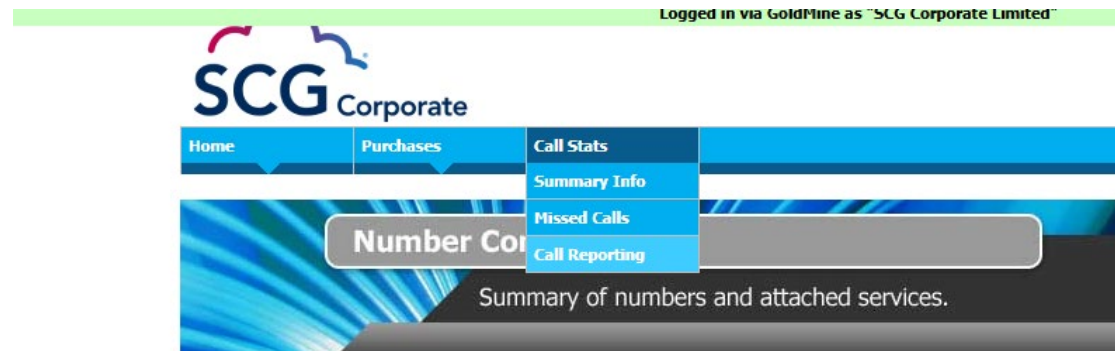 Logged in via GoldMine as "SCG Corporate Limited"
SCG Corporate
Home Purchases Call Stats
Summary Info
Missed Calls
Call Reporting
Number Co
Summary of numbers and attached services.